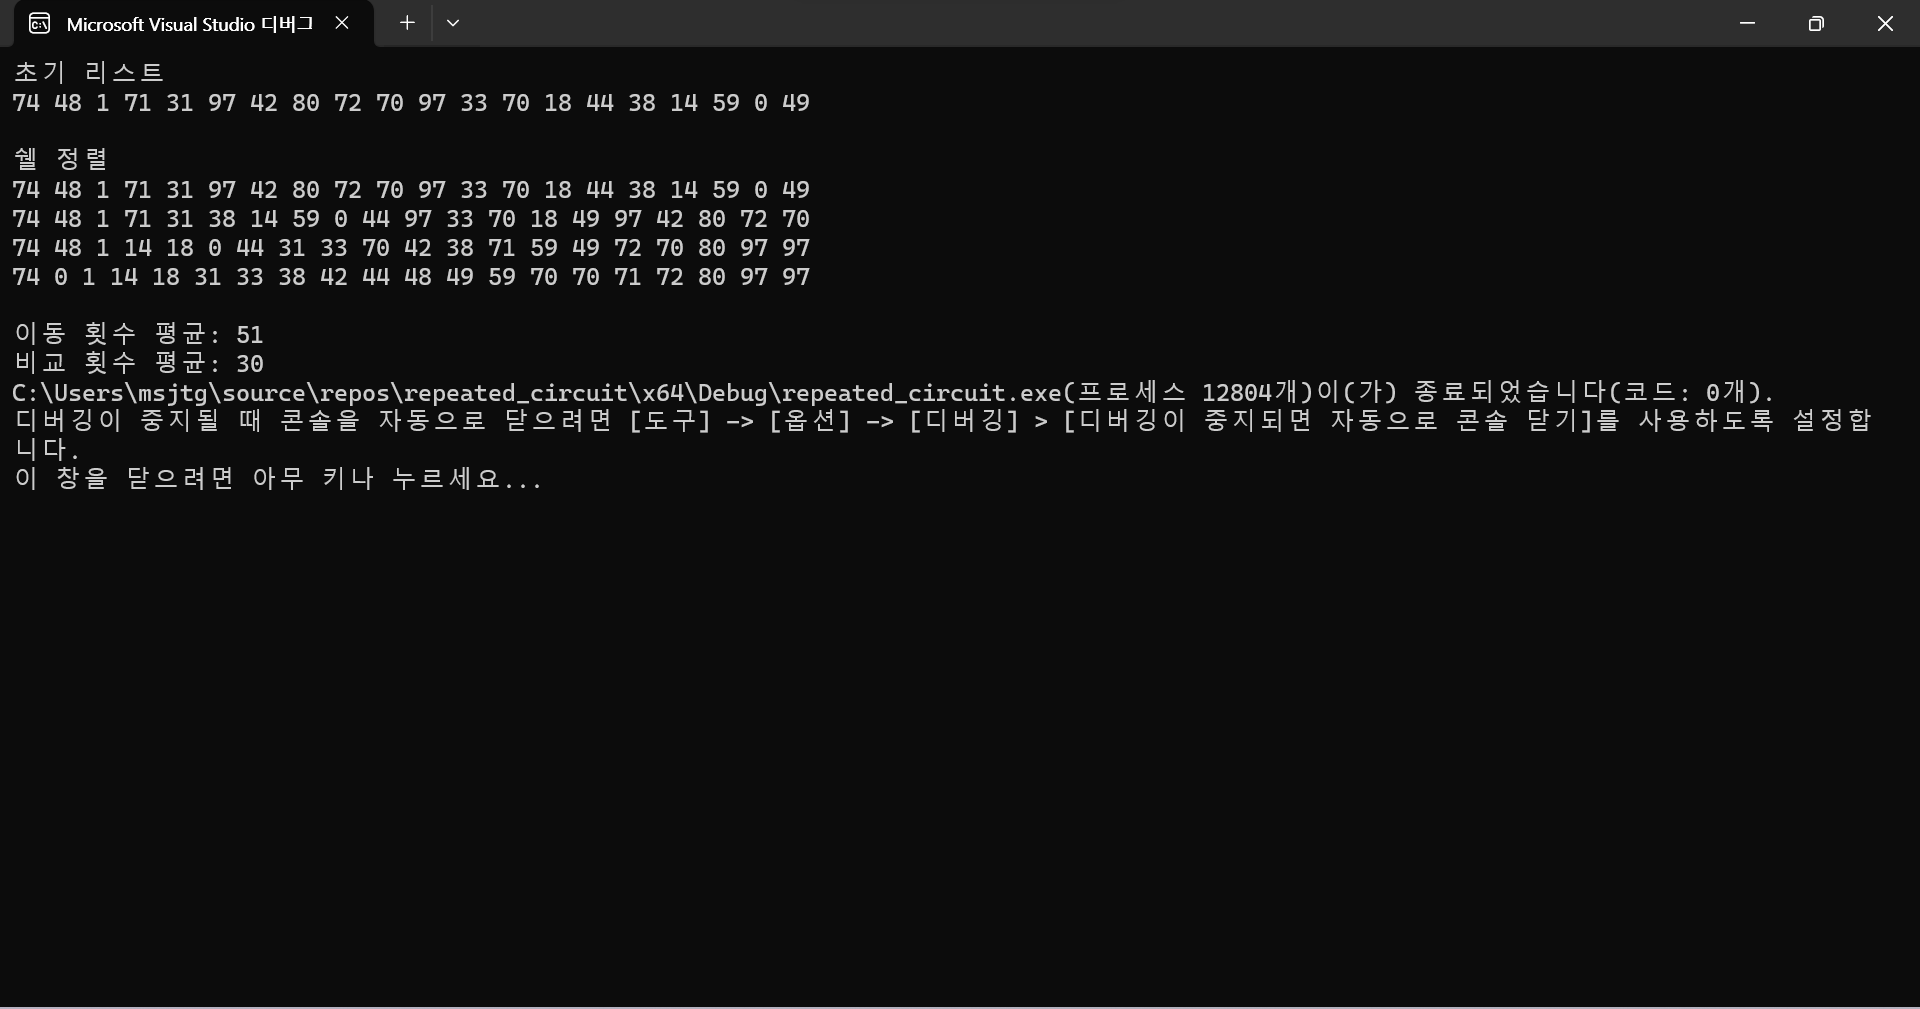 Microsoft Visual Studio 디버그
초기 리스트
74 48 1 71 31 97 42 80 72 70 97 33 70 18 44 38 14 59 0 49
쉘 정렬
74 48 1 71 31 97 42 80 72 70 97 33 70 18 44 38 14 59 0 49
74 48 1 71 31 38 14 59 0 44 97 33 70 18 49 97 42 80 72 70
74 48 1 14 18 0 44 31 33 70 42 38 71 59 49 72 70 80 97 97
74 0 1 14 18 31 33 38 42 44 48 49 59 70 70 71 72 80 97 97
이동 횟수 평균: 51
비교 횟수 평균: 30
C:\Users\msjtg\source\repos\repeated_circuit\x64\Debug\repeated_circuit.exe(프로세스 12804개)이(가) 종료되었습니다(코드: 0개).
디버깅이 중지될 때 콘솔을 자동으로 닫으려면 [도구] -> [옵션] -> [디버깅] > [디버깅이 중지되면 자동으로 콘솔 닫기]를 사용하도록 설정합
니다.
이 창을 닫으려면 아무 키나 누르세요...